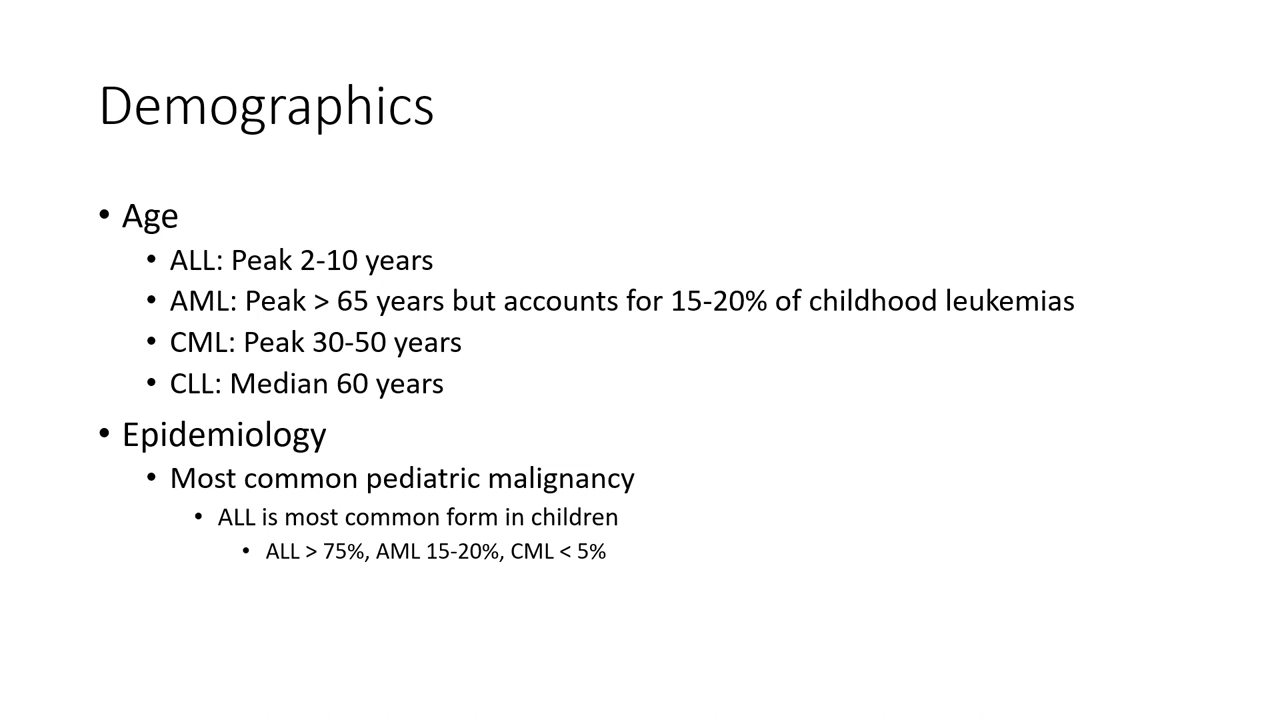 Demographics
• Age
• ALL: Peak 2-10 years
• AML: Peak > 65 years but accounts for 15-20% of childhood leukemias
• CML: Peak 30-50 years
• CLL: Median 60 years
• Epidemiology
• Most common pediatric malignancy
• ALL is most common form in children
• ALL > 75%, AML 15-20%, CML < 5%